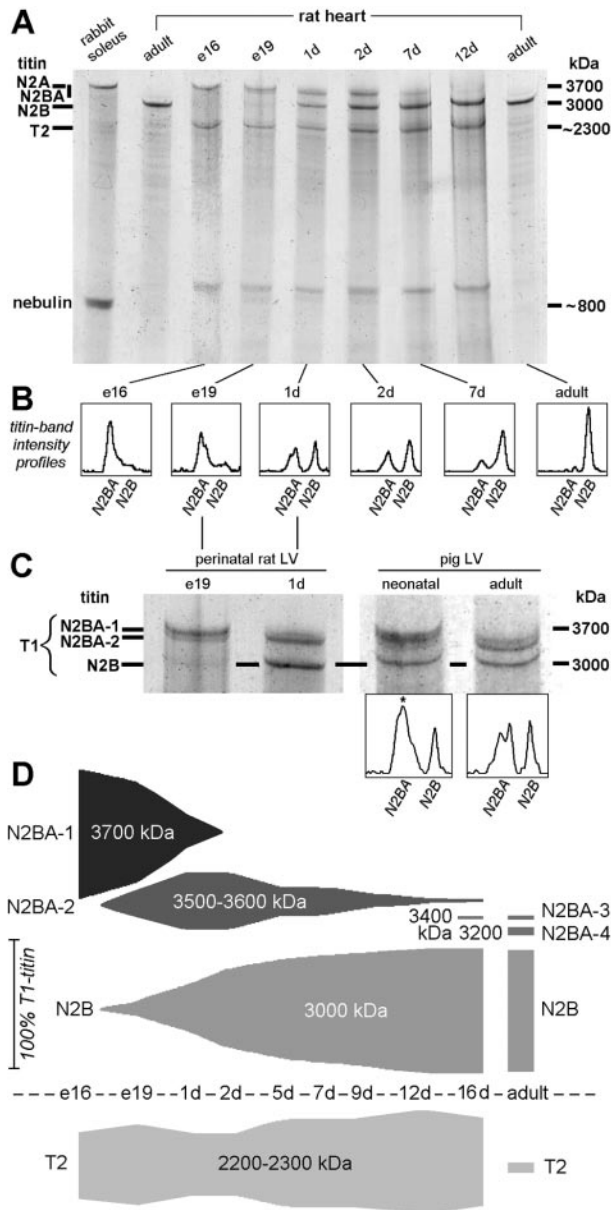 A
rat heart
rabbit
soleus
adult e16 e19 1d 2d 7d 12d adult
titin kDa
N2A 3700
N2BA
N2B 3000
T2 ~2300
nebulin ~800
B
e16 e19 1d 2d 7d adult
titin-band
intensity
profiles
N2BA N2B N2BA N2B N2BA N2B N2BA N2B N2BA N2B N2BA N2B
C
perinatal rat LV pig LV
titin e19 1d neonatal adult kDa
T1 N2BA-1 3700
N2BA-2
N2B 3000
*
N2BA N2B N2BA N2B
D
N2BA-1 3700 kDa
N2BA-2 3500-3600 kDa
3400 N2BA-3
kDa 3200 N2BA-4
100% T1-titin
N2B 3000 kDa N2B
e16 e19 1d 2d 5d 7d 9d 12d 16d adult
T2 2200-2300 kDa T2